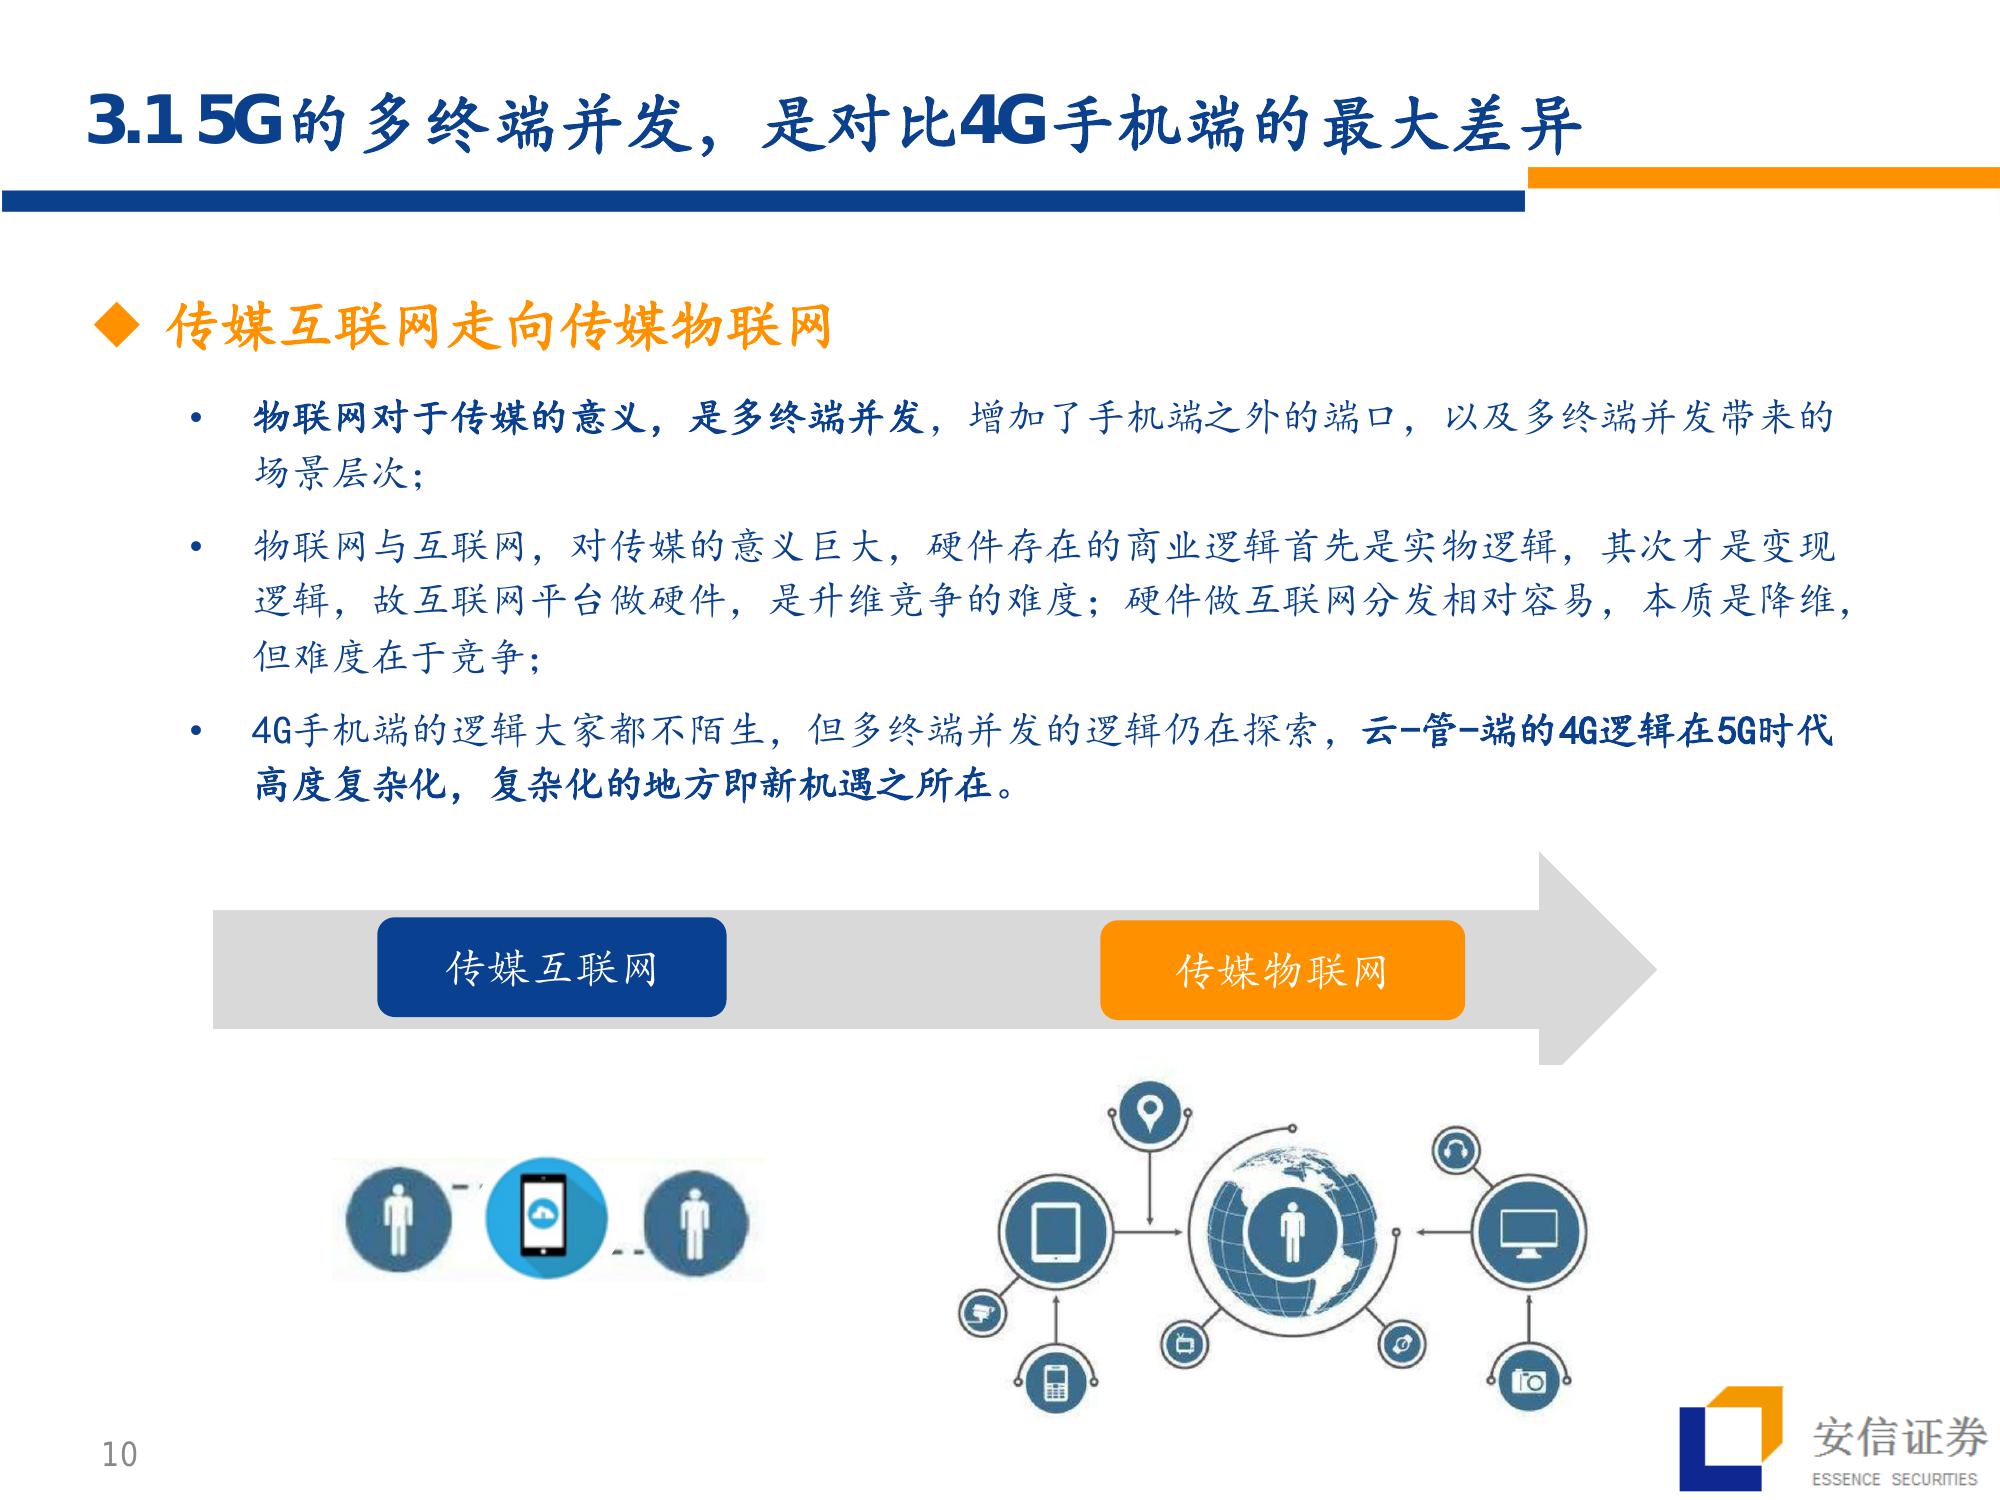 3.1 5G的多终端并发，是对比4G手机端的最大差异
◆ 传媒互联网走向传媒物联网
• 物联网对于传媒的意义，是多终端并发，增加了手机端之外的端口，以及多终端并发带来的
场景层次；
• 物联网与互联网，对传媒的意义巨大，硬件存在的商业逻辑首先是实物逻辑，其次才是变现
逻辑，故互联网平台做硬件，是升维竞争的难度；硬件做互联网分发相对容易，本质是降维，
但难度在于竞争；
• 4G手机端的逻辑大家都不陌生，但多终端并发的逻辑仍在探索，云-管-端的4G逻辑在5G时代
高度复杂化，复杂化的地方即新机遇之所在。
传媒互联网
传媒物联网
10
安信证券
ESSENCE SECURITIES